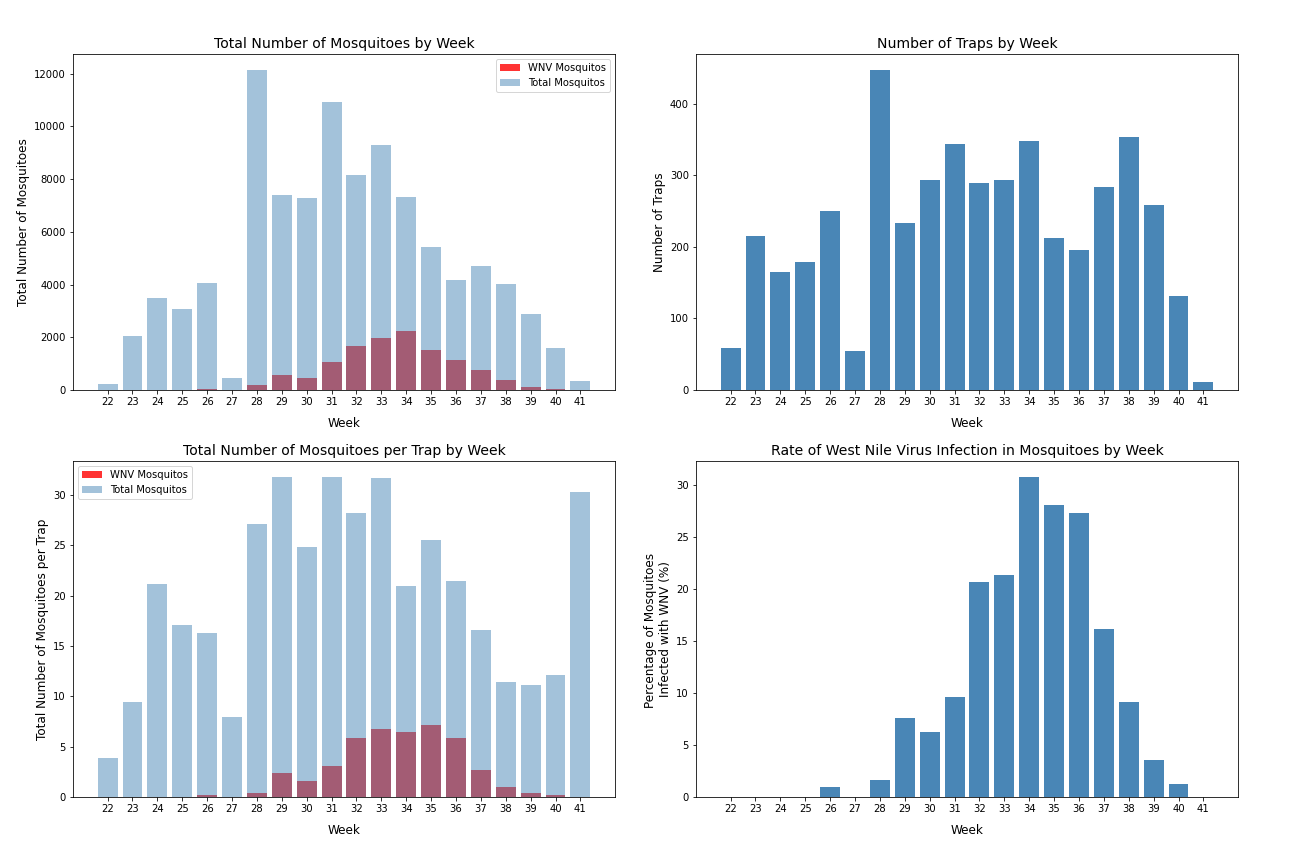 Total Number of Mosquitoes by Week
Total Number of Mosquitoes
12000
10000
8000
6000
4000
2000
0
WNV Mosquitos
Total Mosquitos
22 23 24 25 26 27 28 29 30 31 32 33 34 35 36 37 38 39 40 41
Week
Number of Traps by Week
Number of Traps
400
300
200
100
0
22 23 24 25 26 27 28 29 30 31 32 33 34 35 36 37 38 39 40 41
Week
Total Number of Mosquitoes per Trap by Week
Total Number of Mosquitoes per Trap
30
25
20
15
10
5
0
WNV Mosquitos
Total Mosquitos
22 23 24 25 26 27 28 29 30 31 32 33 34 35 36 37 38 39 40 41
Week
Rate of West Nile Virus Infection in Mosquitoes by Week
Percentage of Mosquitoes
Infected with WNV (%)
30
25
20
15
10
5
0
22 23 24 25 26 27 28 29 30 31 32 33 34 35 36 37 38 39 40 41
Week